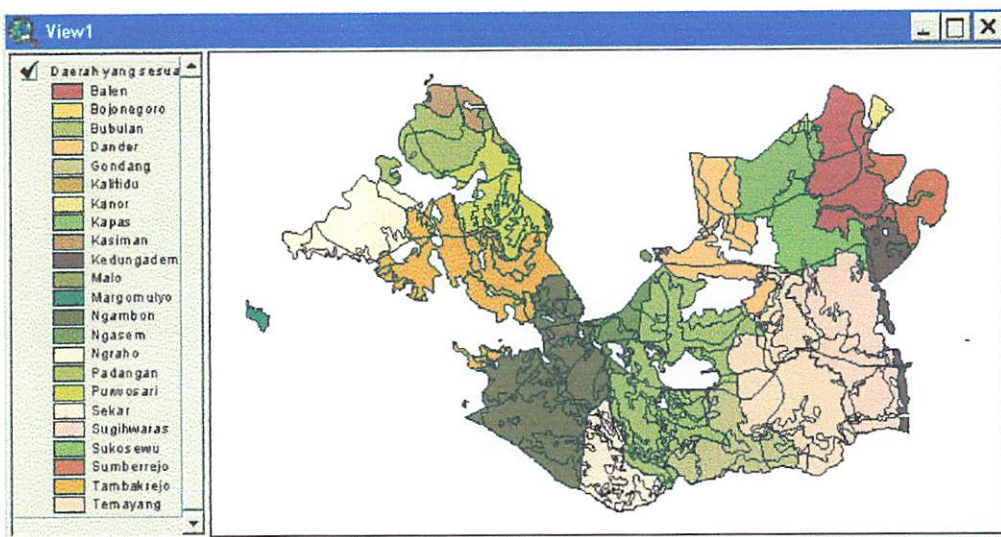 View1
Daerah yang sesua
Balen
Bojonegoro
Bubulan
Dander
Gondang
Kalitidu
Kanor
Kapas
Kasiman
Kedungadem
Malo
Margomulyo
Ngambon
Ngasem
Ngraho
Padangan
Purwosari
Sekar
Sugihwaras
Sukosewu
Sumberrejo
Tambakrejo
Temayang